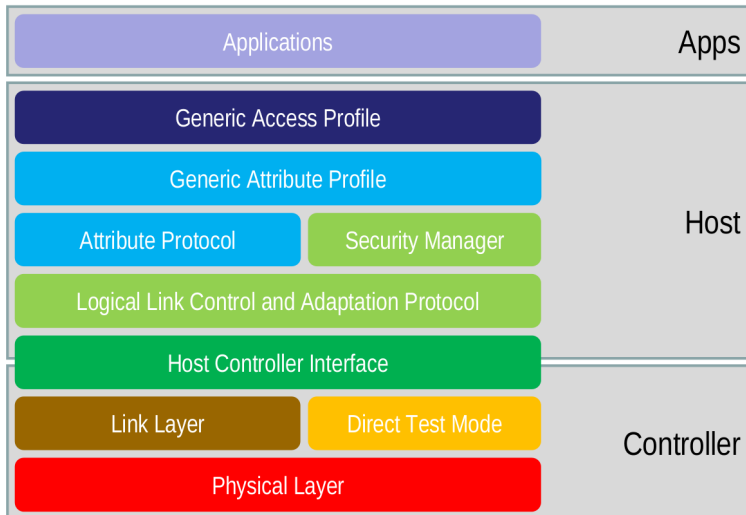 Applications
Apps
Generic Access Profile
Generic Attribute Profile
Attribute Protocol
Security Manager
Host
Logical Link Control and Adaptation Protocol
Host Controller Interface
Link Layer
Direct Test Mode
Controller
Physical Layer